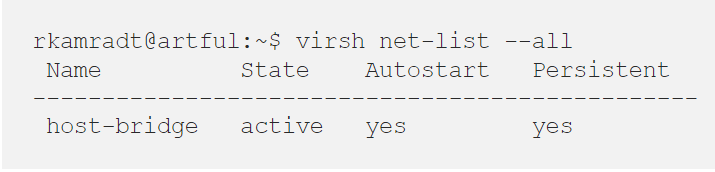 rkamradt@artful:~$ virsh net-list --all
Name State Autostart Persistent
------------------------------------------------
host-bridge active yes yes